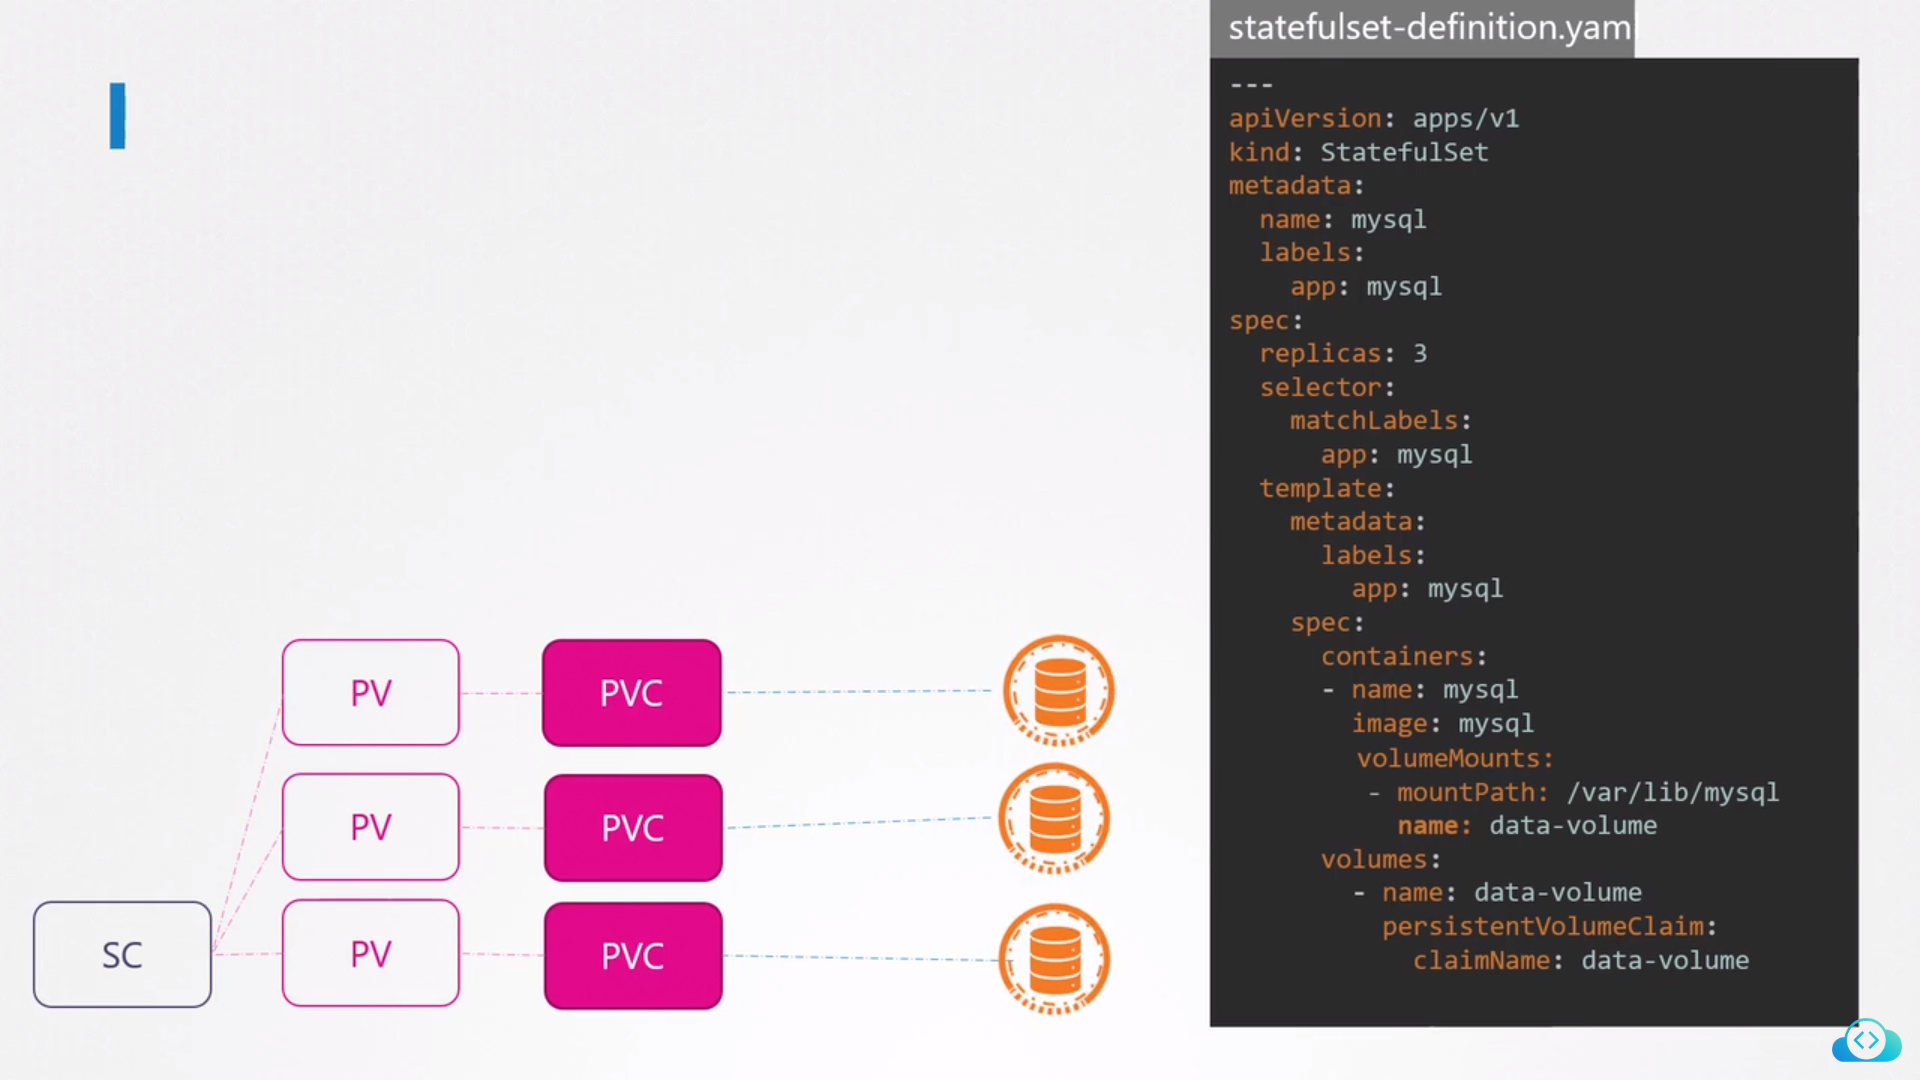 statefulset-definition.yam
---
apiVersion: apps/v1
kind: StatefulSet
metadata:
  name: mysql
  labels:
    app: mysql
spec:
  replicas: 3
  selector:
    matchLabels:
      app: mysql
  template:
    metadata:
      labels:
        app: mysql
    spec:
      containers:
      - name: mysql
        image: mysql
        volumeMounts:
         - mountPath: /var/lib/mysql
           name: data-volume
      volumes:
        - name: data-volume
          persistentVolumeClaim:
            claimName: data-volume
PV
PVC
PV
PVC
SC
PV
PVC